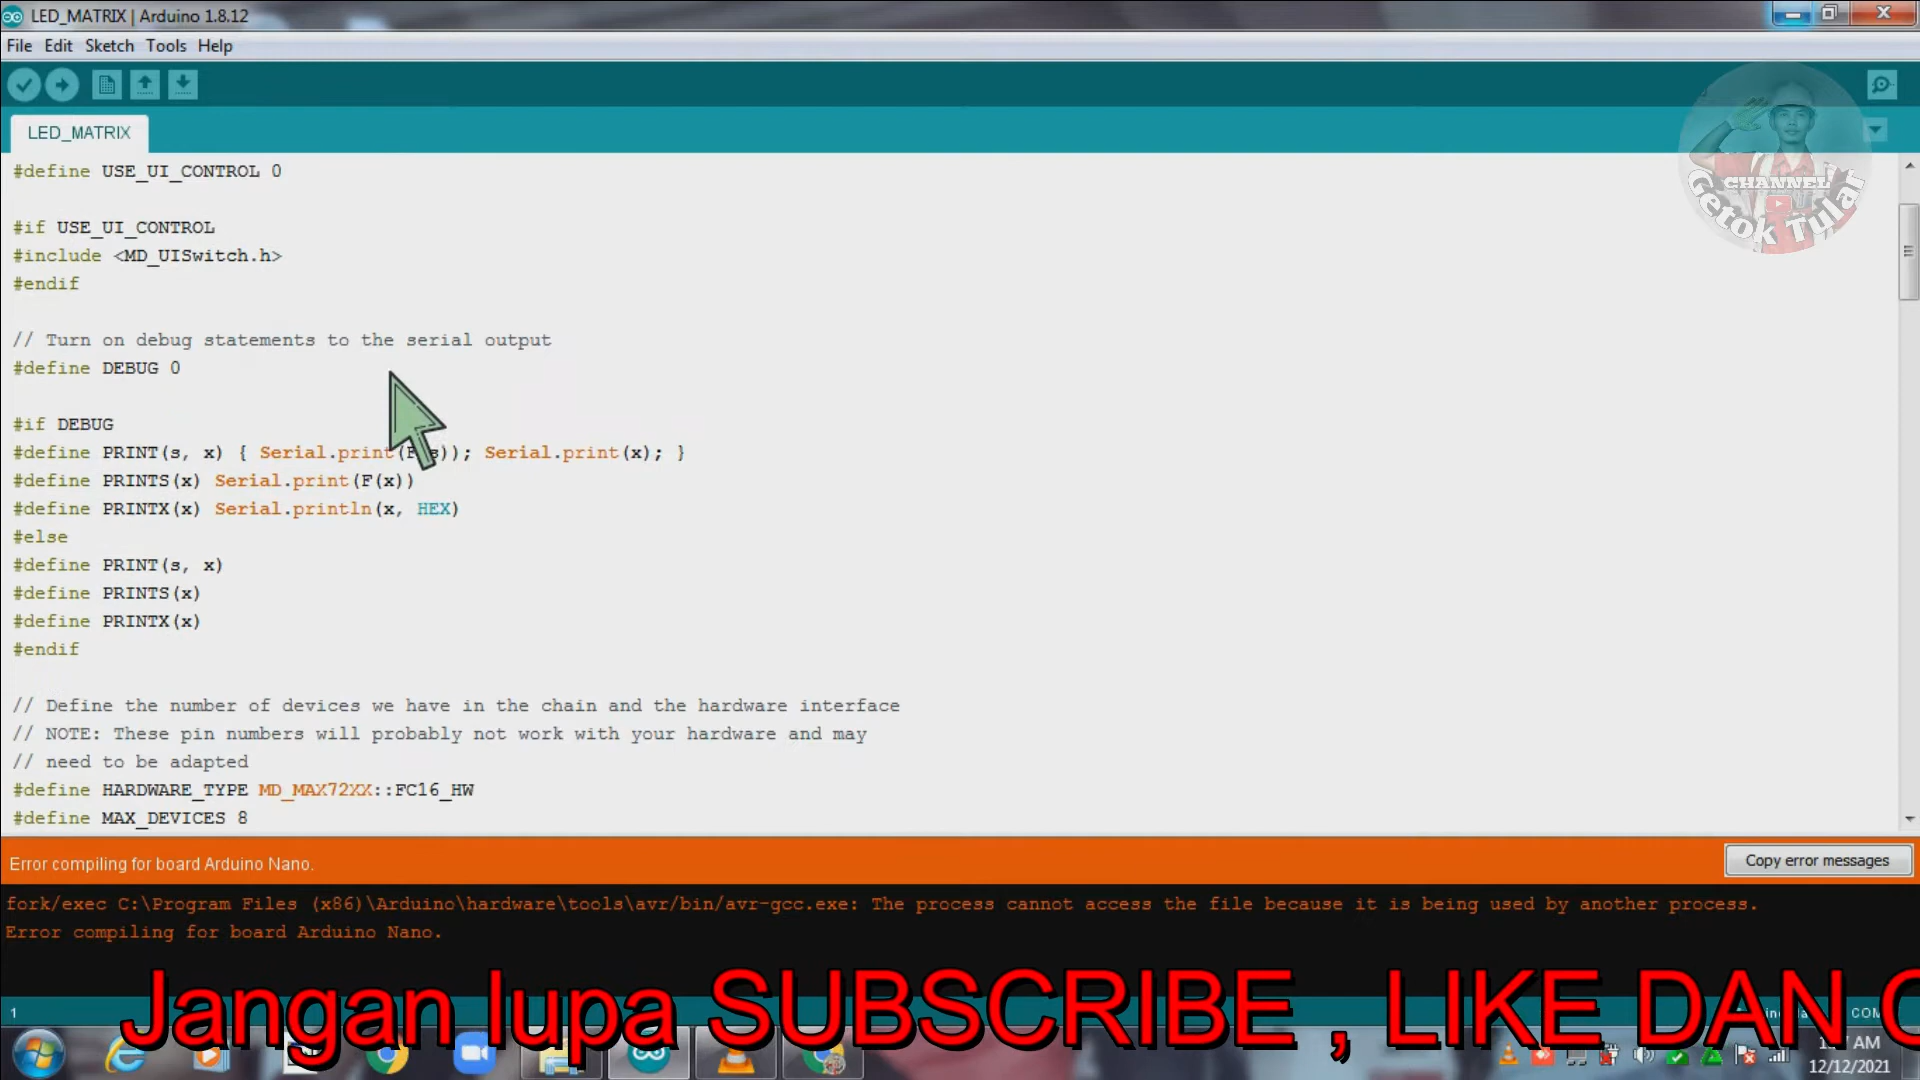 LED_MATRIX | Arduino 1.8.12
File Edit Sketch Tools Help
LED_MATRIX
CHANNEL
Getok Tular
#define USE_UI_CONTROL 0
#if USE_UI_CONTROL
#include <MD_UISwitch.h>
#endif
// Turn on debug statements to the serial output
#define DEBUG 0
#if DEBUG
#define PRINT(s, x) { Serial.print(F(s)); Serial.print(x); }
#define PRINTS(x) Serial.print(F(x))
#define PRINTX(x) Serial.println(x, HEX)
#else
#define PRINT(s, x)
#define PRINTS(x)
#define PRINTX(x)
#endif
// Define the number of devices we have in the chain and the hardware interface
// NOTE: These pin numbers will probably not work with your hardware and may
// need to be adapted
#define HARDWARE_TYPE MD_MAX72XX::FC16_HW
#define MAX_DEVICES 8
Error compiling for board Arduino Nano.
Copy error messages
fork/exec C:\Program Files (x86)\Arduino\hardware\tools\avr/bin/avr-gcc.exe: The process cannot access the file because it is being used by another process.
Error compiling for board Arduino Nano.
Jangan lupa SUBSCRIBE , LIKE DAN
1
AM
12/12/2021